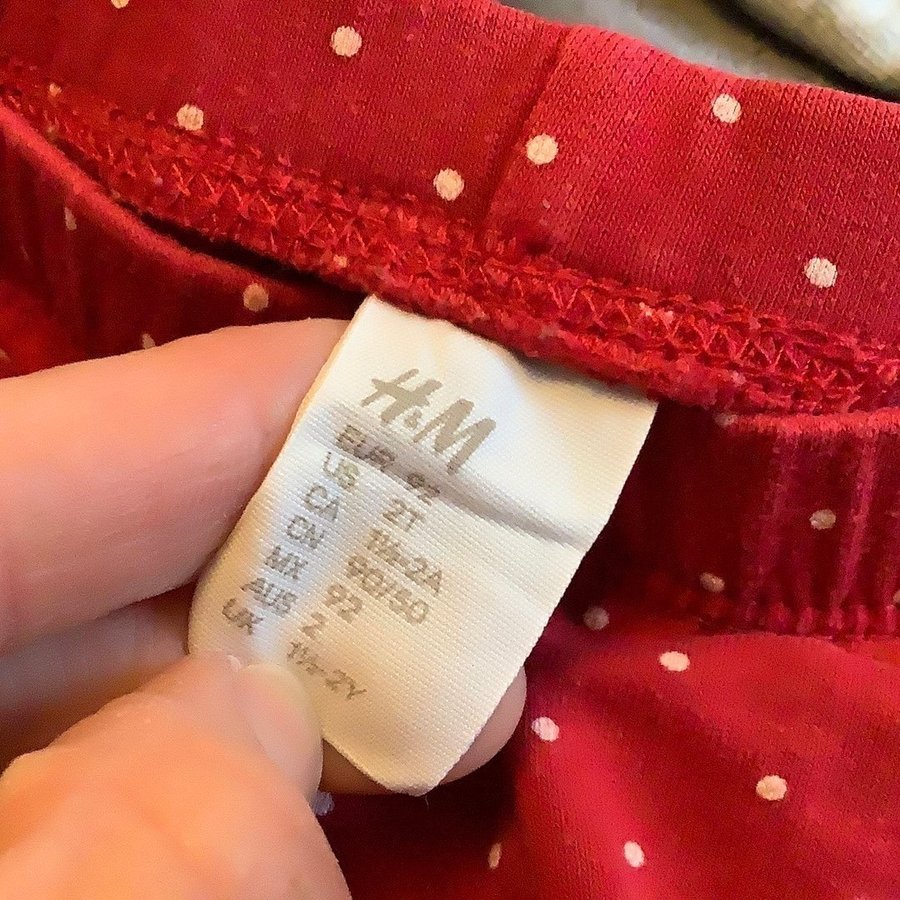 H&M
EUR 92
US 2T
CA 1½-2A
CN 90/50
MX 92
AUS 2
UK 1½-2Y